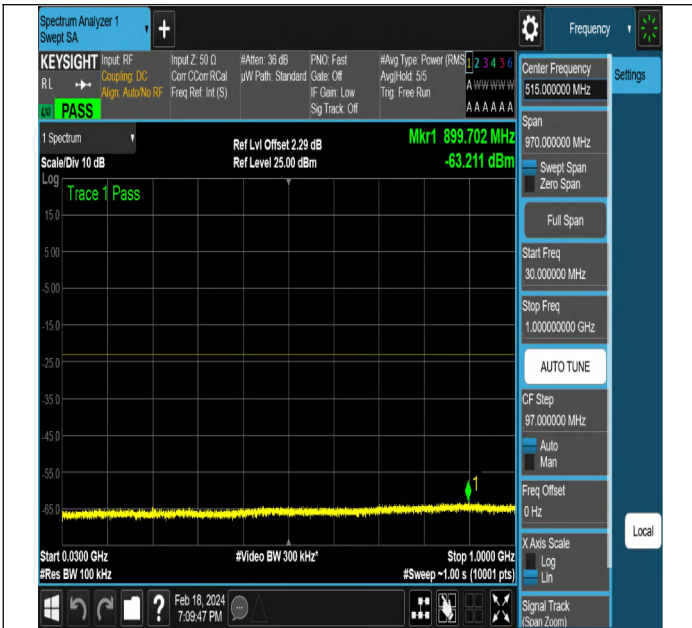 Spectrum Analyzer 1
Swept SA
Frequency
KEYSIGHT
RL
LXI
PASS
Input: RF
Coupling: DC
Align: Auto/No RF
Input Z: 50 Ω
Corr CCorr RCal
Freq Ref: Int (S)
#Atten: 36 dB
µW Path: Standard
PNO: Fast
Gate: Off
IF Gain: Low
Sig Track: Off
#Avg Type: Power (RMS
Avg|Hold: 5/5
Trig: Free Run
1 2 3 4 5 6
A W W W W W
A A A A A A
1 Spectrum
Scale/Div 10 dB
Log
Ref Lvl Offset 2.29 dB
Ref Level 25.00 dBm
Mkr1 899.702 MHz
-63.211 dBm
Trace 1 Pass
15.0
5.00
-5.00
-15.0
-25.0
-35.0
-45.0
-55.0
-65.0
1
Start 0.0300 GHz
#Res BW 100 kHz
#Video BW 300 kHz*
Stop 1.0000 GHz
#Sweep ~1.00 s (10001 pts)
Feb 18, 2024
7:09:47 PM
Center Frequency
515.000000 MHz
Span
970.000000 MHz
Swept Span
Zero Span
Full Span
Start Freq
30.000000 MHz
Stop Freq
1.000000000 GHz
AUTO TUNE
CF Step
97.000000 MHz
Auto
Man
Freq Offset
0 Hz
X Axis Scale
Log
Lin
Signal Track
(Span Zoom)
Settings
Local